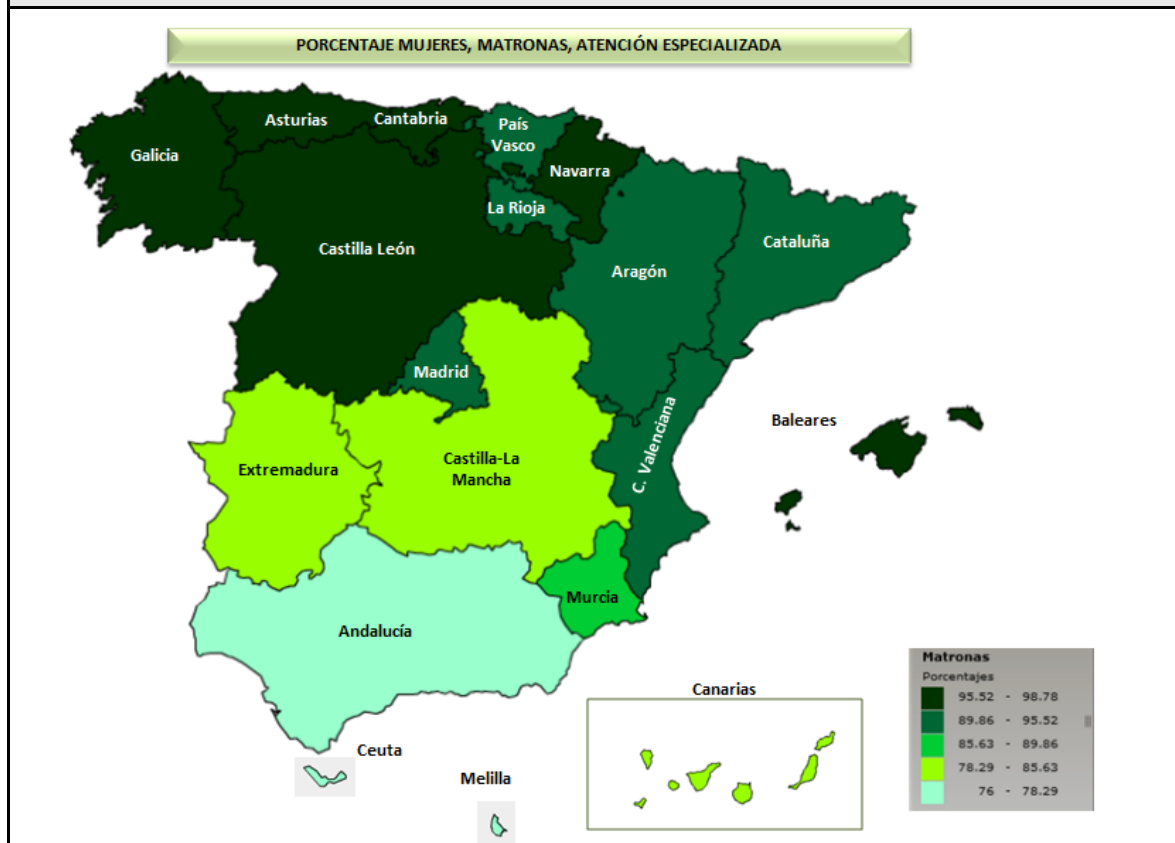 PORCENTAJE MUJERES, MATRONAS, ATENCIÓN ESPECIALIZADA
Asturias
Cantabria
País
Vasco
Galicia
Navarra
La Rioja
Castilla León
Cataluña
Aragón
Madrid
Baleares
C. Valenciana
Extremadura
Castilla-La
Mancha
Murcia
Andalucía
Canarias
Ceuta
Melilla
Matronas
Porcentajes
95.52 - 98.78
89.86 - 95.52
85.63 - 89.86
78.29 - 85.63
76 - 78.29